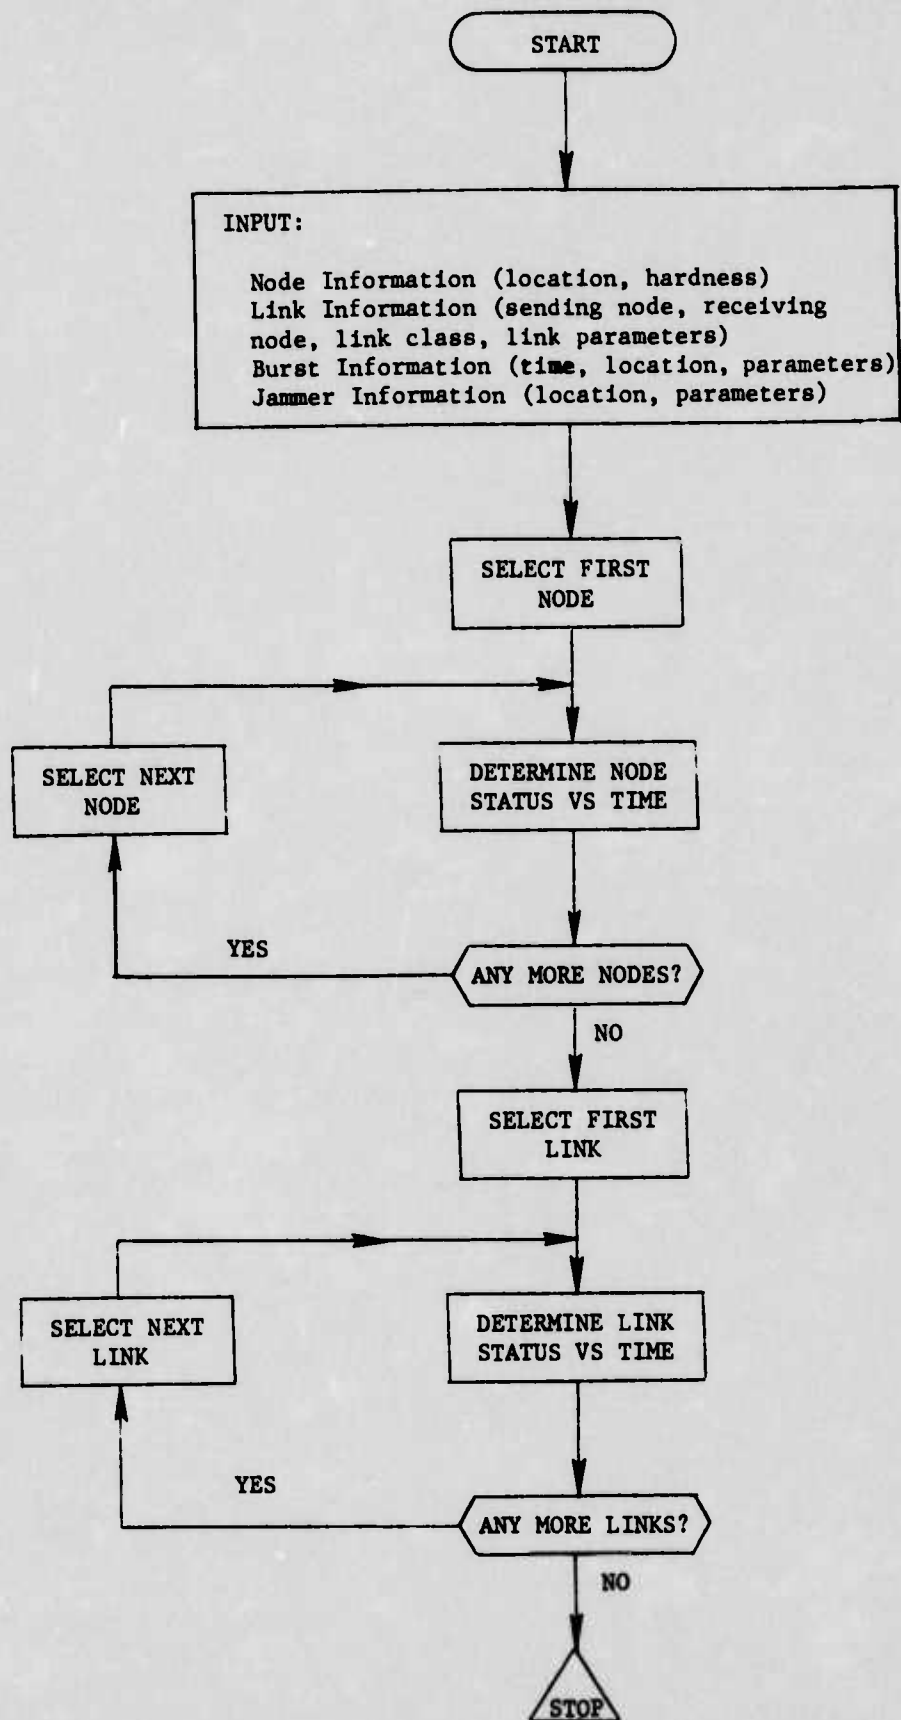 START
INPUT:
Node Information (location, hardness)
Link Information (sending node, receiving
node, link class, link parameters)
Burst Information (time, location, parameters)
Jammer Information (location, parameters)
SELECT FIRST
NODE
SELECT NEXT
NODE
DETERMINE NODE
STATUS VS TIME
YES
ANY MORE NODES?
NO
SELECT FIRST
LINK
SELECT NEXT
LINK
DETERMINE LINK
STATUS VS TIME
YES
ANY MORE LINKS?
NO
STOP